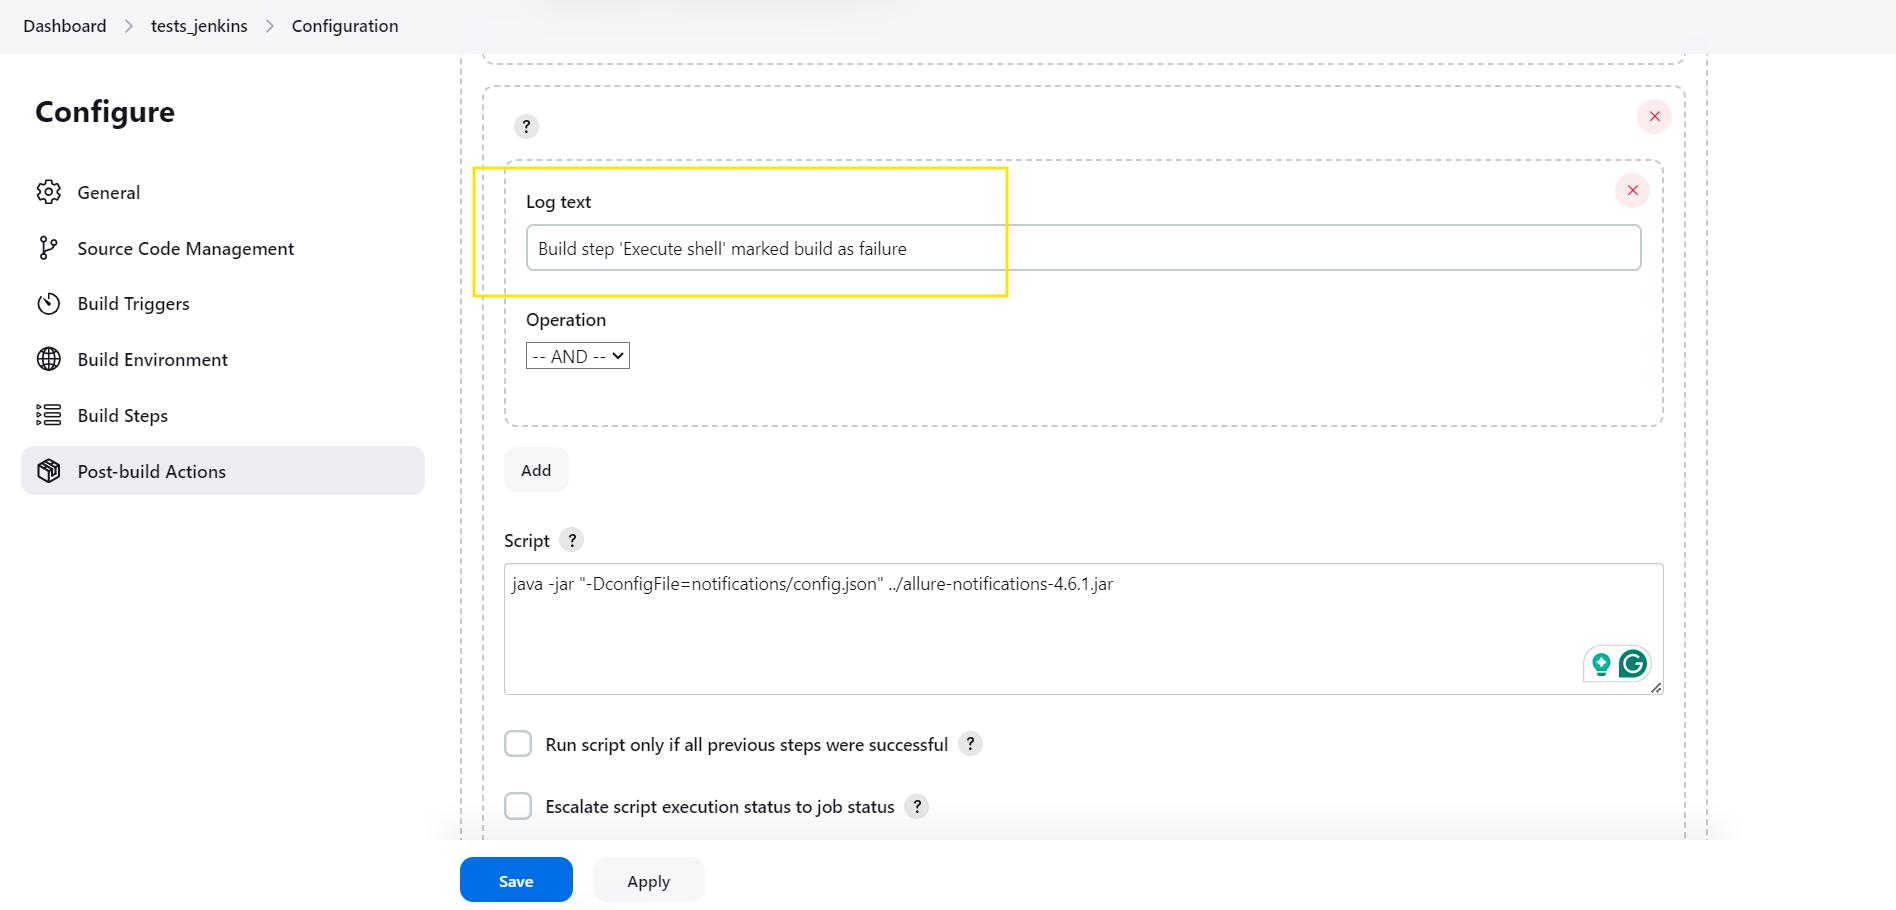 Dashboard > tests_jenkins > Configuration
Configure
General
Source Code Management
Build Triggers
Build Environment
Build Steps
Post-build Actions
?
Log text
Build step 'Execute shell' marked build as failure
Operation
-- AND --
Add
Script ?
java -jar "-DconfigFile=notifications/config.json" ../allure-notifications-4.6.1.jar
Run script only if all previous steps were successful ?
Escalate script execution status to job status ?
Save
Apply